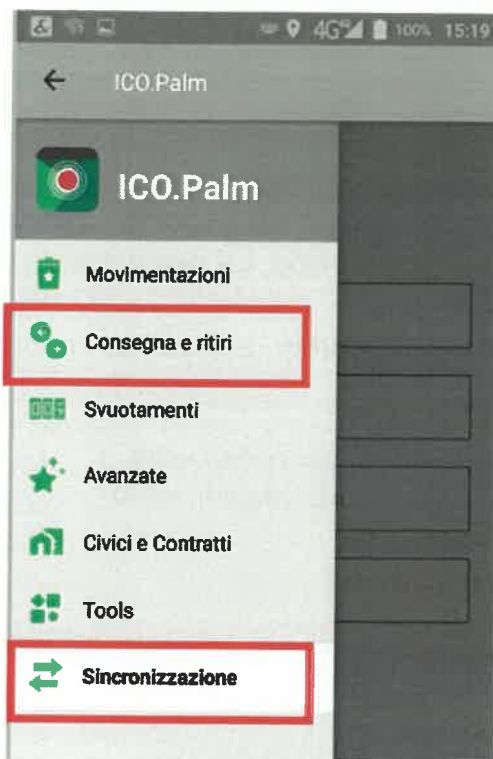 4G 100% 15:19
ICO.Palm
ICO.Palm
Movimentazioni
Consegna e ritiri
Svuotamenti
Avanzate
Civici e Contratti
Tools
Sincronizzazione